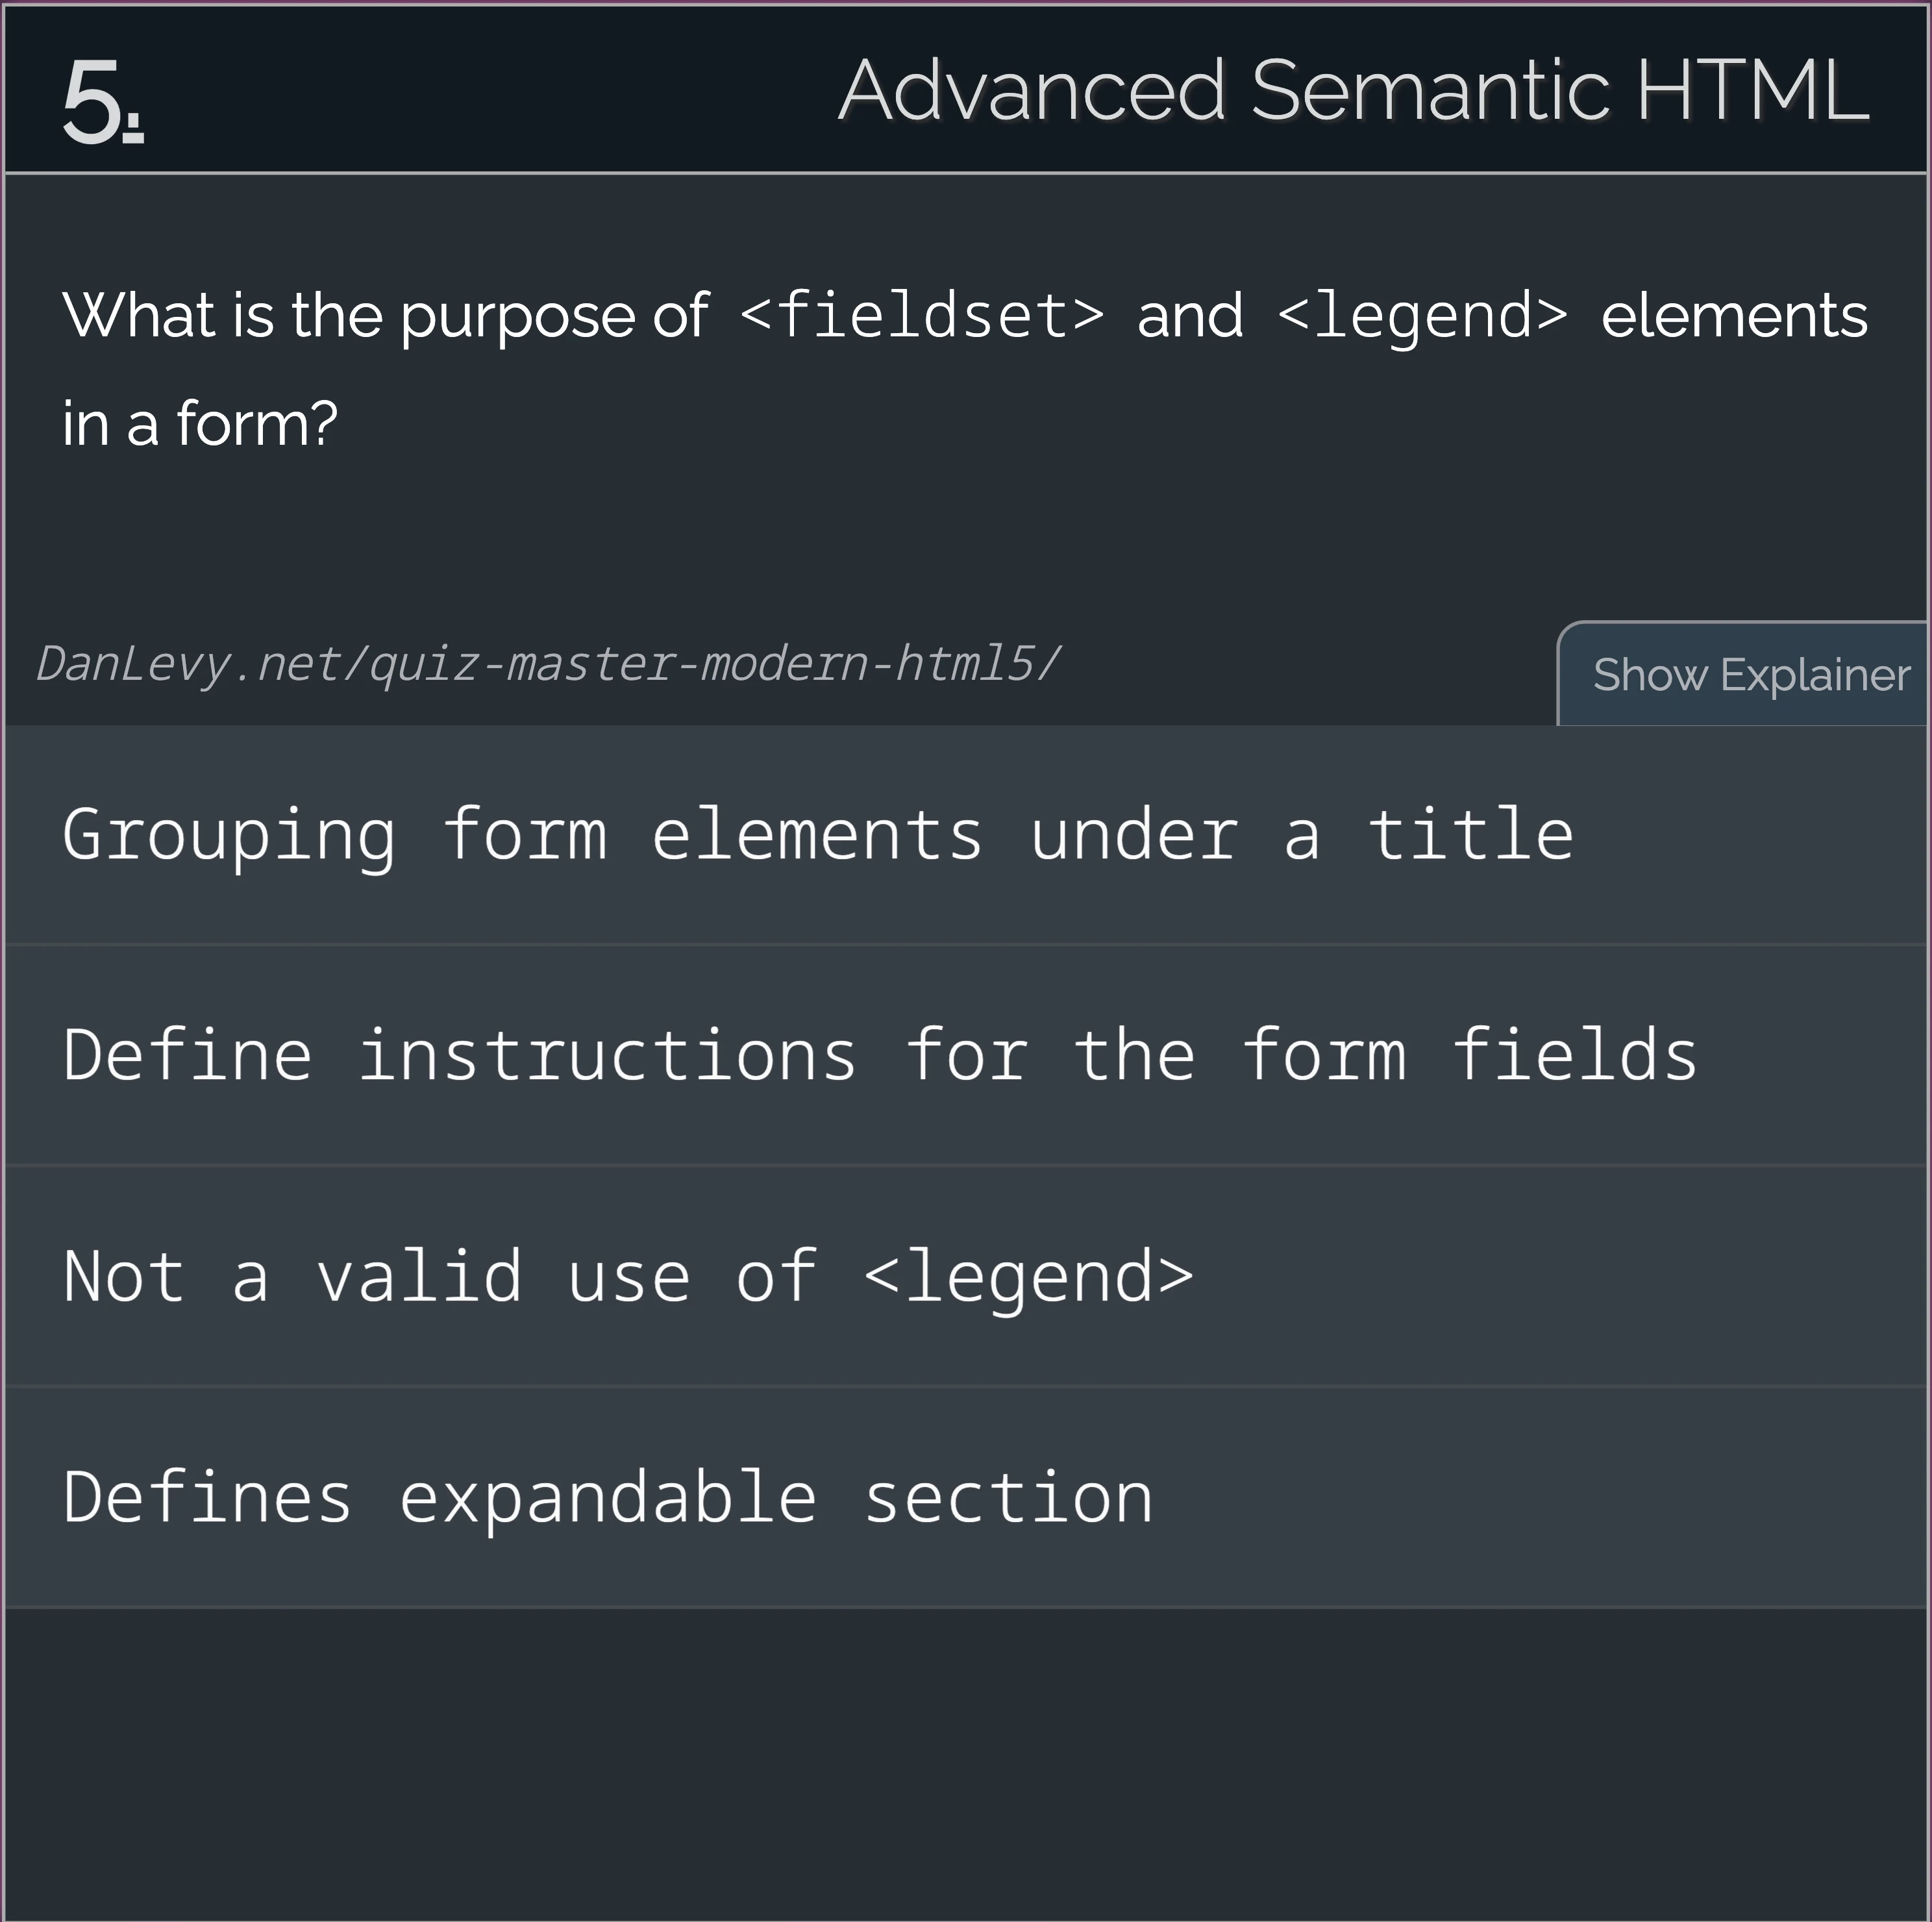 5.
Advanced Semantic HTML
What is the purpose of <fieldset> and <legend> elements
in a form?
DanLevy.net/quiz-master-modern-html5/
Show Explainer
Grouping form elements under a title
Define instructions for the form fields
Not a valid use of <legend>
Defines expandable section